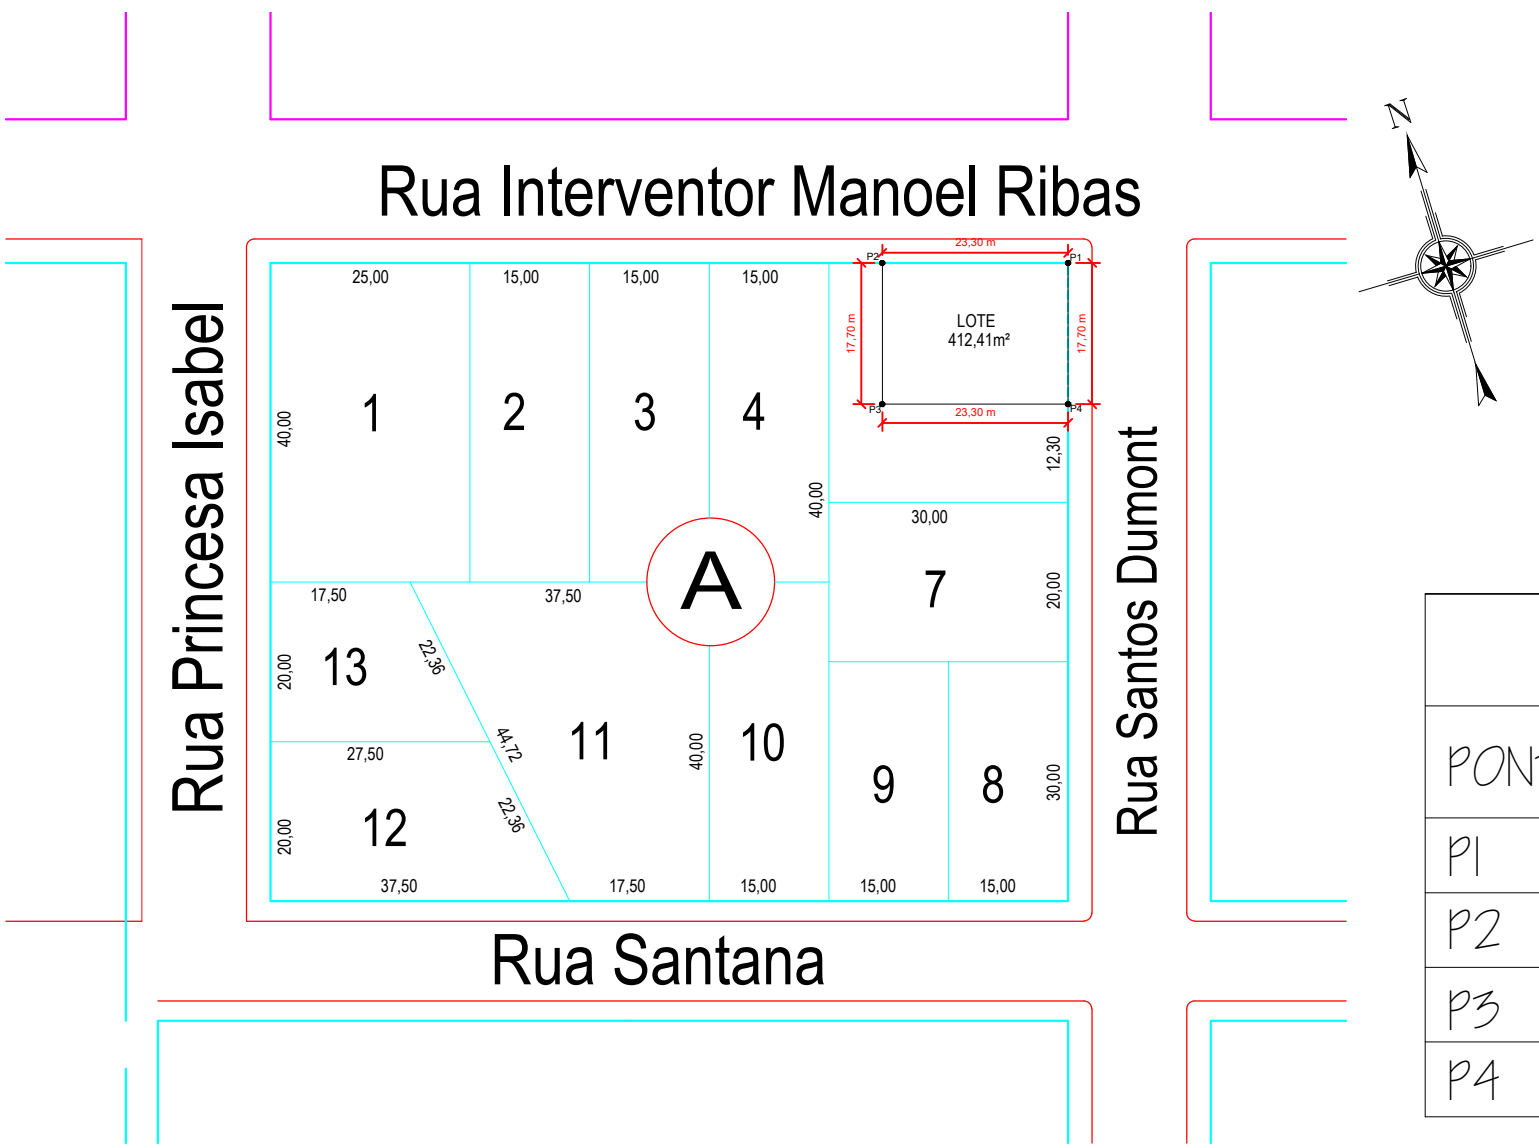 N
Rua Interventor Manoel Ribas
23,30 m
P2
P1
25,00
15,00
15,00
15,00
17,70 m
LOTE
412,41m²
17,70 m
Rua Princesa Isabel
40,00
1
2
3
4
P3
P4
23,30 m
12,30
40,00
30,00
A
7
20,00
Rua Santos Dumont
17,50
37,50
13
20,00
22,36
27,50
44,72
11
40,00
10
9
8
30,00
12
20,00
22,36
37,50
17,50
15,00
15,00
15,00
Rua Santana
P1
P2
P3
P4